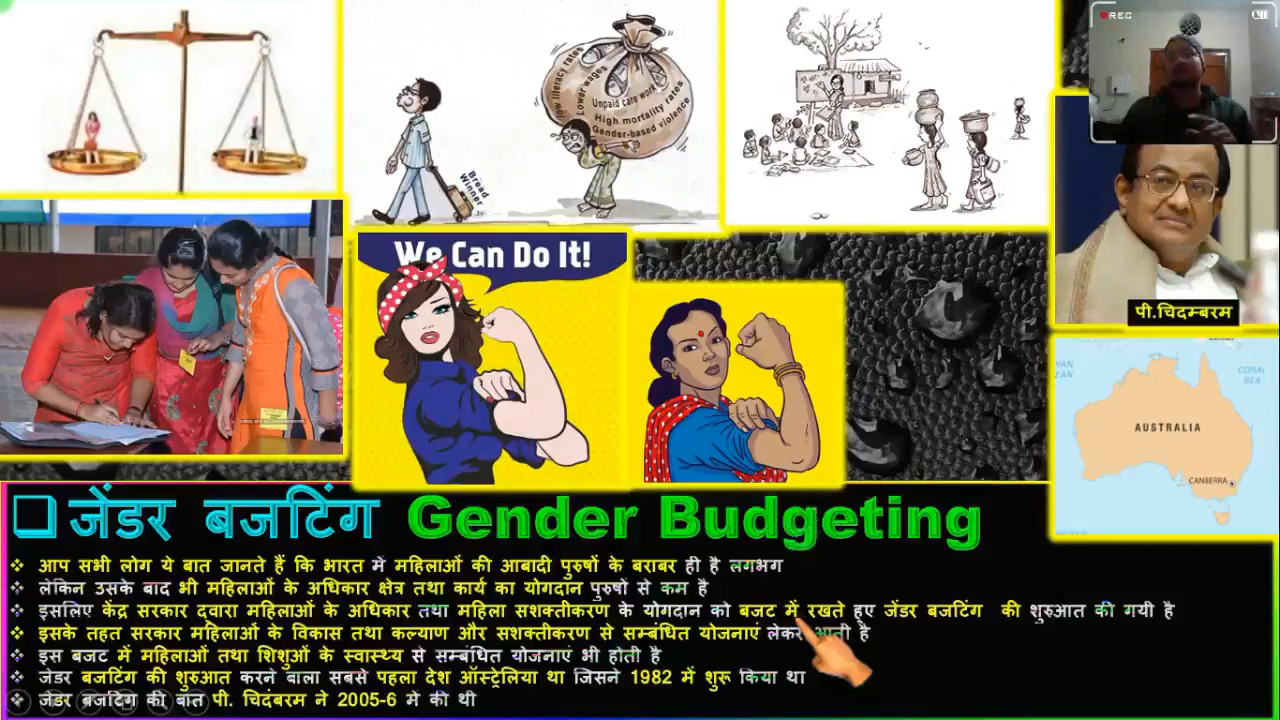 REC
low literacy rates
Lower wages
Unpaid care work
High mortality rates
Gender-based violence
Bread Winner
We Can Do It!
पी.चिदम्बरम
CORAL SEA
AUSTRALIA
CANBERRA
❑ जेंडर बजटिंग Gender Budgeting
❖ आप सभी लोग ये बात जानते हैं कि भारत में महिलाओं की आबादी पुरुषों के बराबर ही है लगभग
❖ लेकिन उसके बाद भी महिलाओं के अधिकार क्षेत्र तथा कार्य का योगदान पुरुषों से कम है
❖ इसलिए केंद्र सरकार द्वारा महिलाओं के अधिकार तथा महिला सशक्तीकरण के योगदान को बजट में रखते हूए जेंडर बजटिंग की शुरुआत की गयी है
❖ इसके तहत सरकार महिलाओं के विकास तथा कल्याण और सशक्तीकरण से सम्बंधित योजनाएं लेकर आती है
❖ इस बजट में महिलाओं तथा शिशुओं के स्वास्थ्य से सम्बंधित योजनाएं भी होती है
❖ जेंडर बजटिंग की शुरुआत करने वाला सबसे पहला देश ऑस्ट्रेलिया था जिसने 1982 में शुरू किया था
❖ जेंडर बजटिंग की बात पी. चिदंबरम ने 2005-6 में की थी